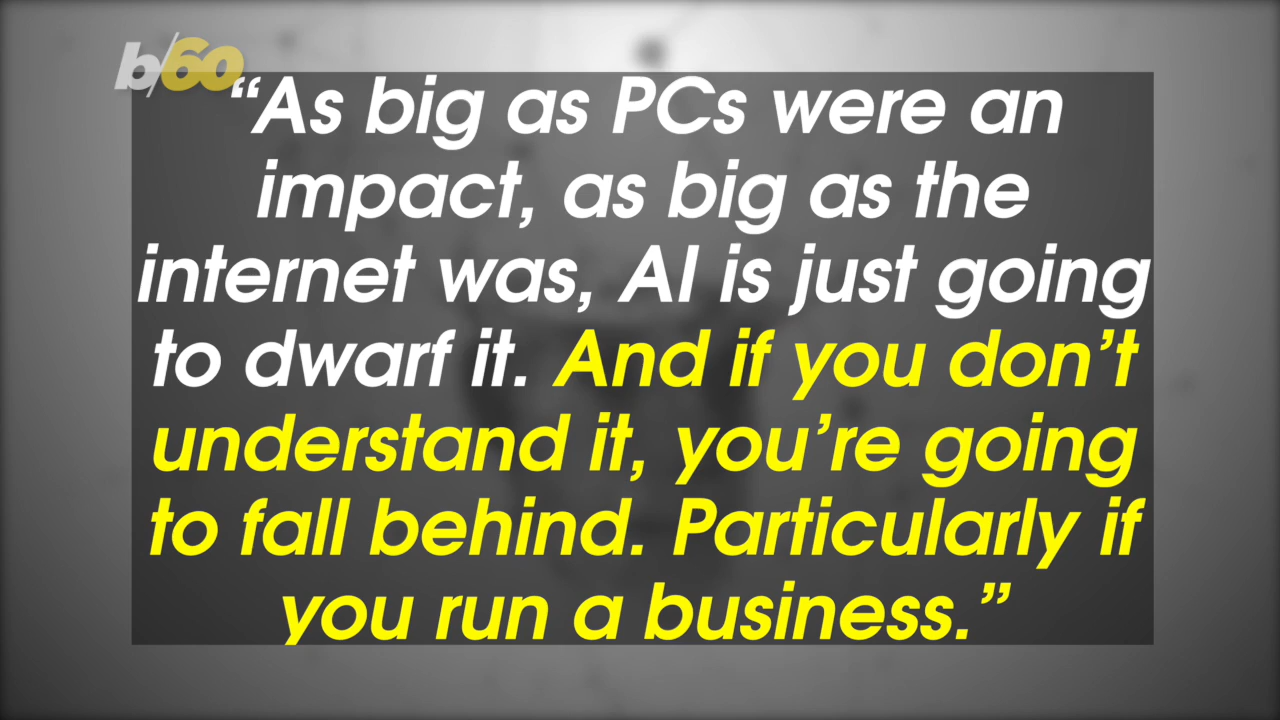 b/60
“As big as PCs were an
impact, as big as the
internet was, AI is just going
to dwarf it. And if you don’t
understand it, you’re going
to fall behind. Particularly if
you run a business.”